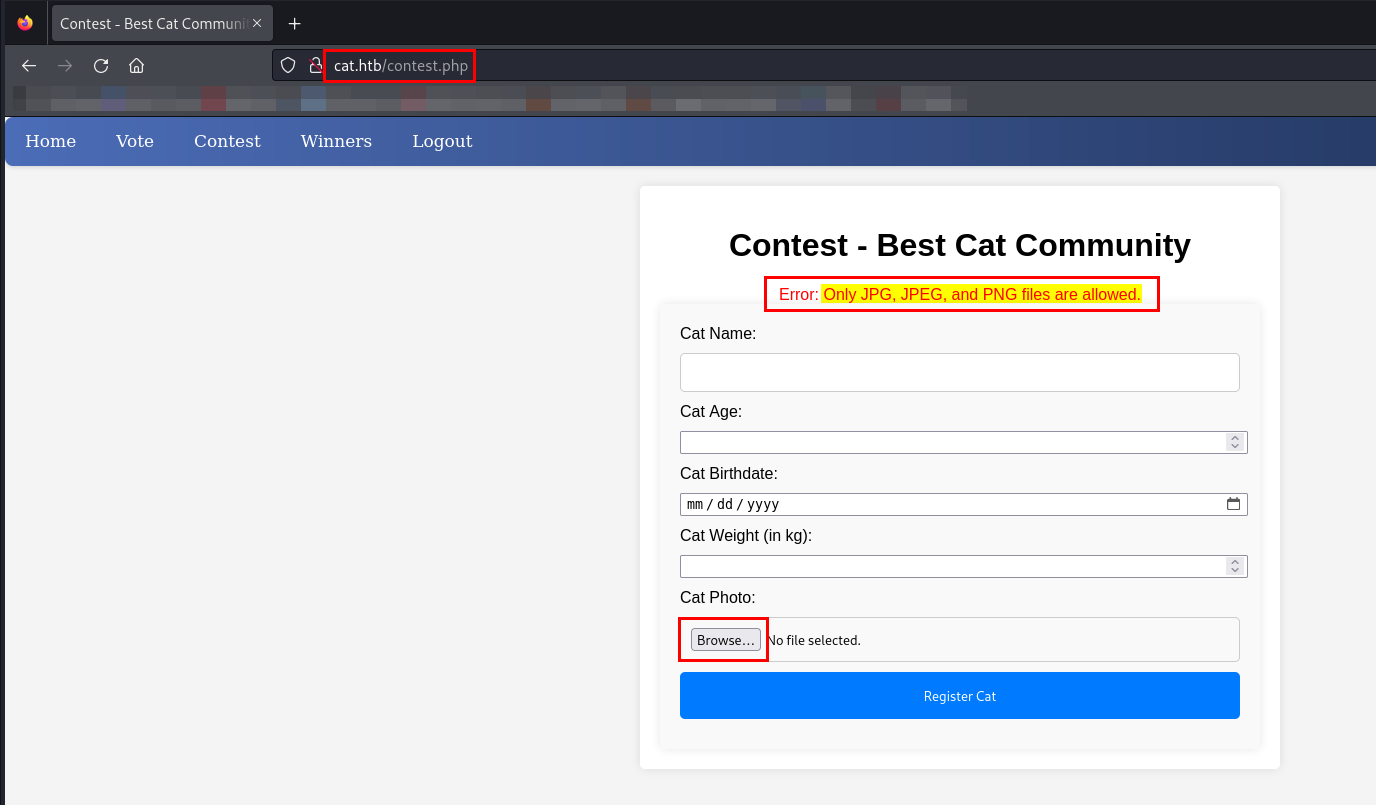 Contest - Best Cat Communi
cat.htb/contest.php
Home Vote Contest Winners Logout
Contest - Best Cat Community
Error: Only JPG, JPEG, and PNG files are allowed.
Cat Name:
Cat Age:
Cat Birthdate:
mm / dd / yyyy
Cat Weight (in kg):
Cat Photo:
Browse... No file selected.
Register Cat